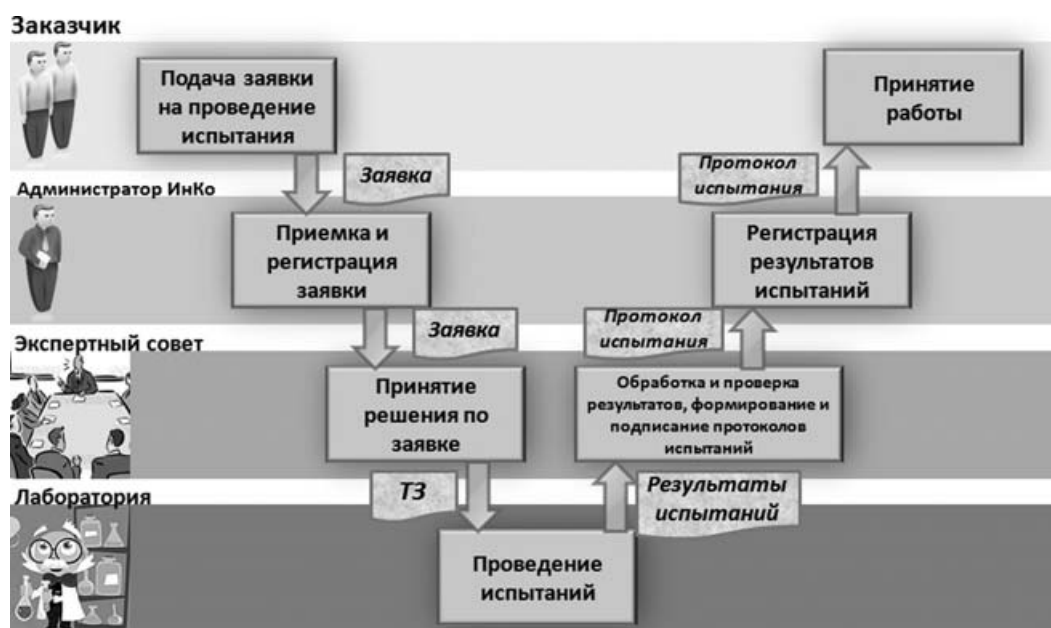 Заказчик
Подача заявки
на проведение
испытания
Принятие
работы
Заявка
Протокол
испытания
Администратор ИнКо
Приемка и
регистрация
заявки
Регистрация
результатов
испытаний
Заявка
Протокол
испытания
Экспертный совет
Принятие
решения по
заявке
Обработка и проверка
результатов, формирование и
подписание протоколов
испытаний
ТЗ
Результаты
испытаний
Лаборатория
Проведение
испытаний